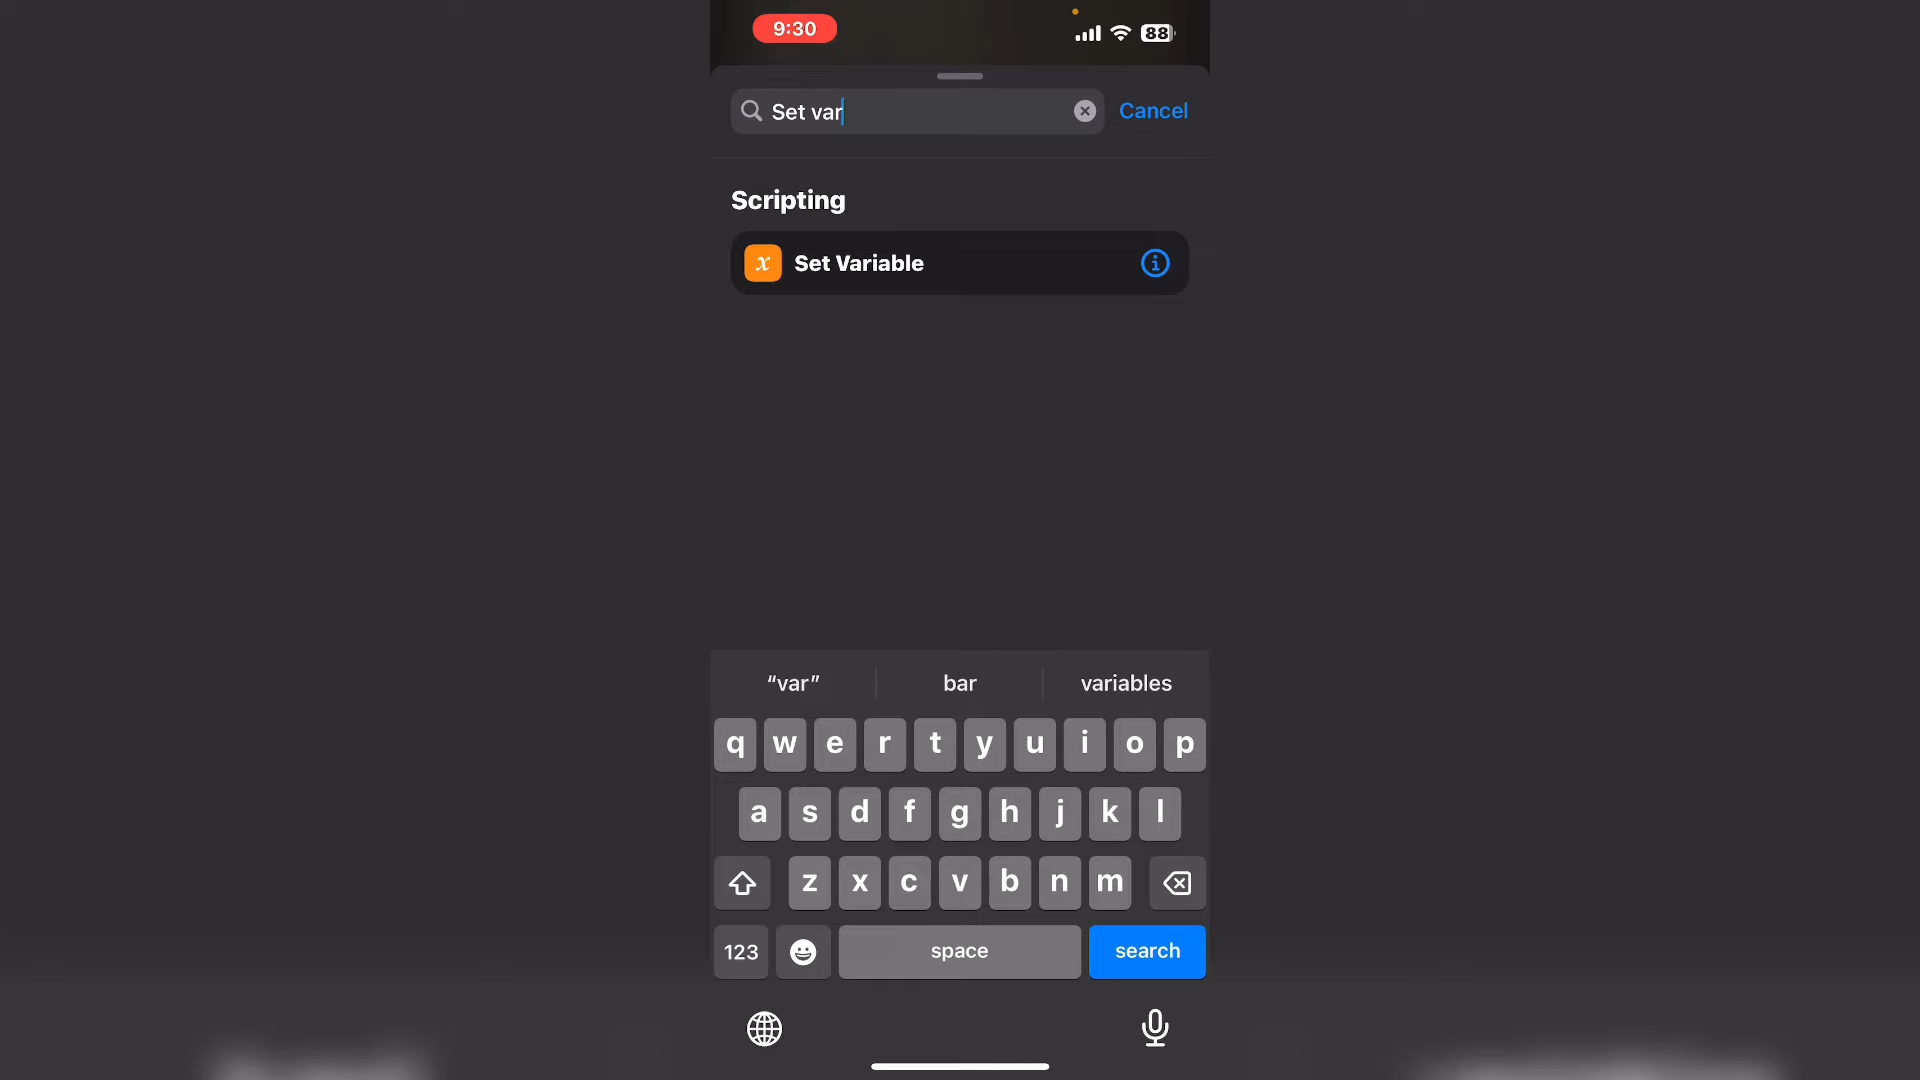 9:30
88
Set var
Cancel
Scripting
x Set Variable
“var” bar variables
q w e r t y u i o p
a s d f g h j k l
z x c v b n m
123 space search